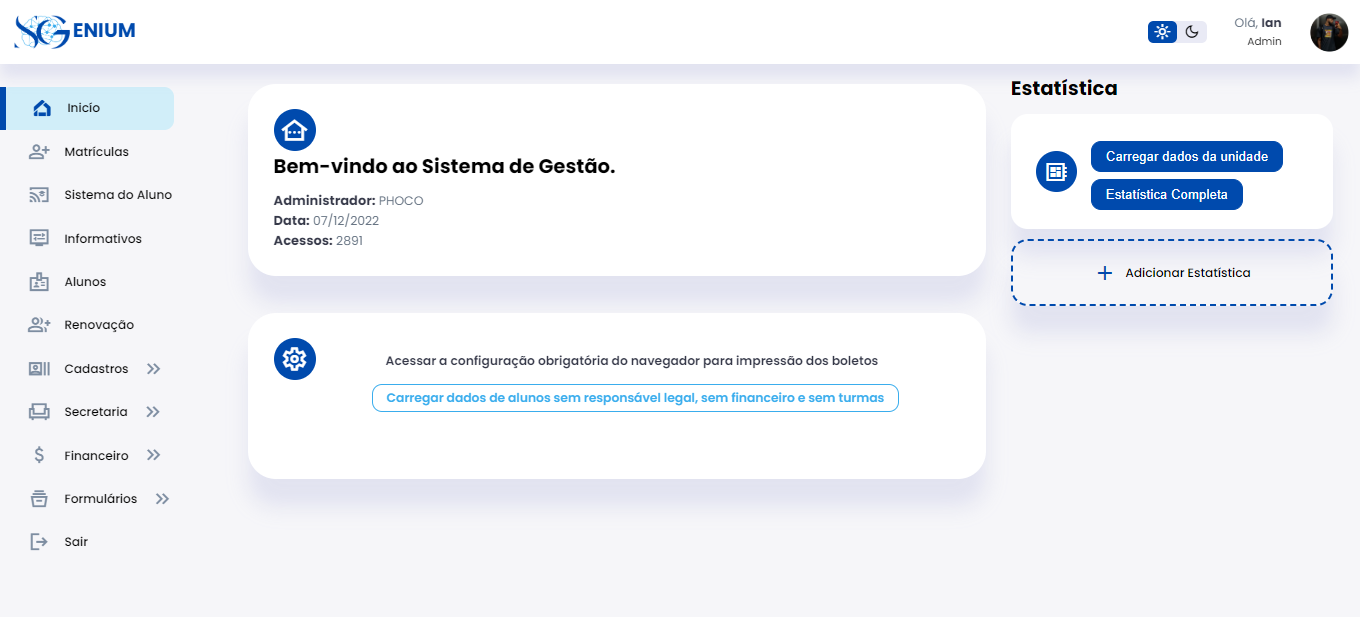 SGENIUM
Olá, Ian
Admin
Inicío
Matrículas
Sistema do Aluno
Informativos
Alunos
Renovação
Cadastros
Secretaria
Financeiro
Formulários
Sair
Bem-vindo ao Sistema de Gestão.
Administrador: PHOCO
Data: 07/12/2022
Acessos: 2891
Acessar a configuração obrigatória do navegador para impressão dos boletos
Carregar dados de alunos sem responsável legal, sem financeiro e sem turmas
Estatística
Carregar dados da unidade
Estatística Completa
Adicionar Estatística